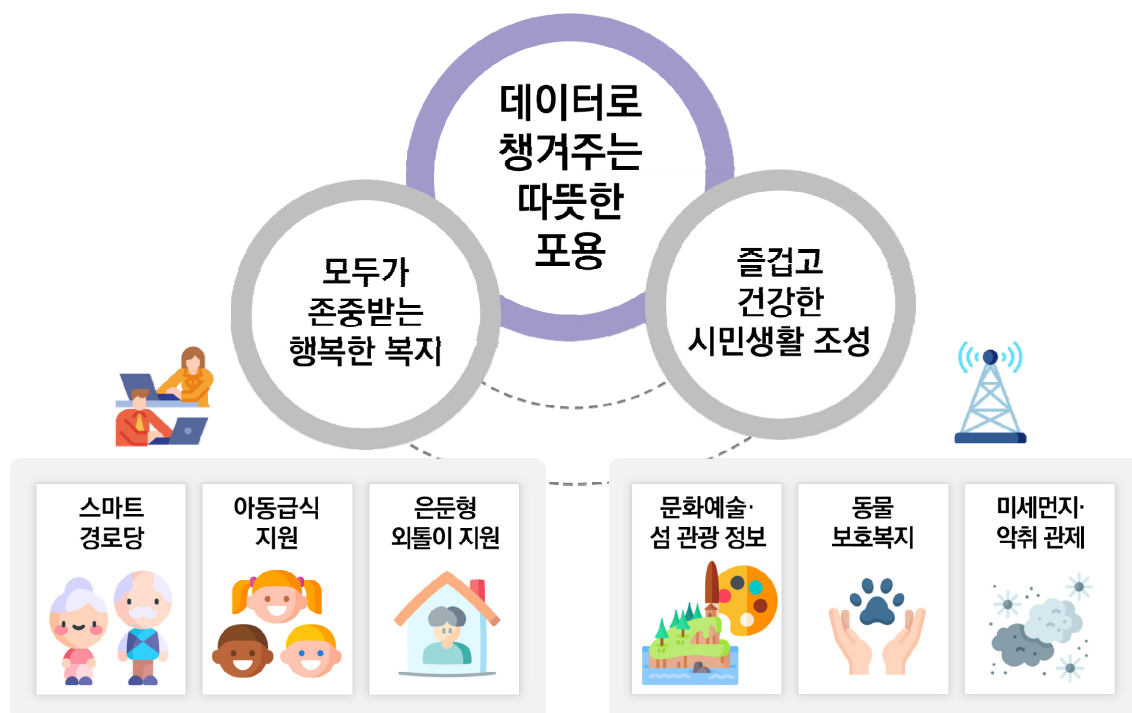 데이터로
챙겨주는
따뜻한
포용
모두가
존중받는
행복한 복지
즐겁고
건강한
시민생활 조성
스마트
경로당
아동급식
지원
은둔형
외톨이 지원
문화예술·
섬 관광 정보
동물
보호복지
미세먼지·
악취 관제